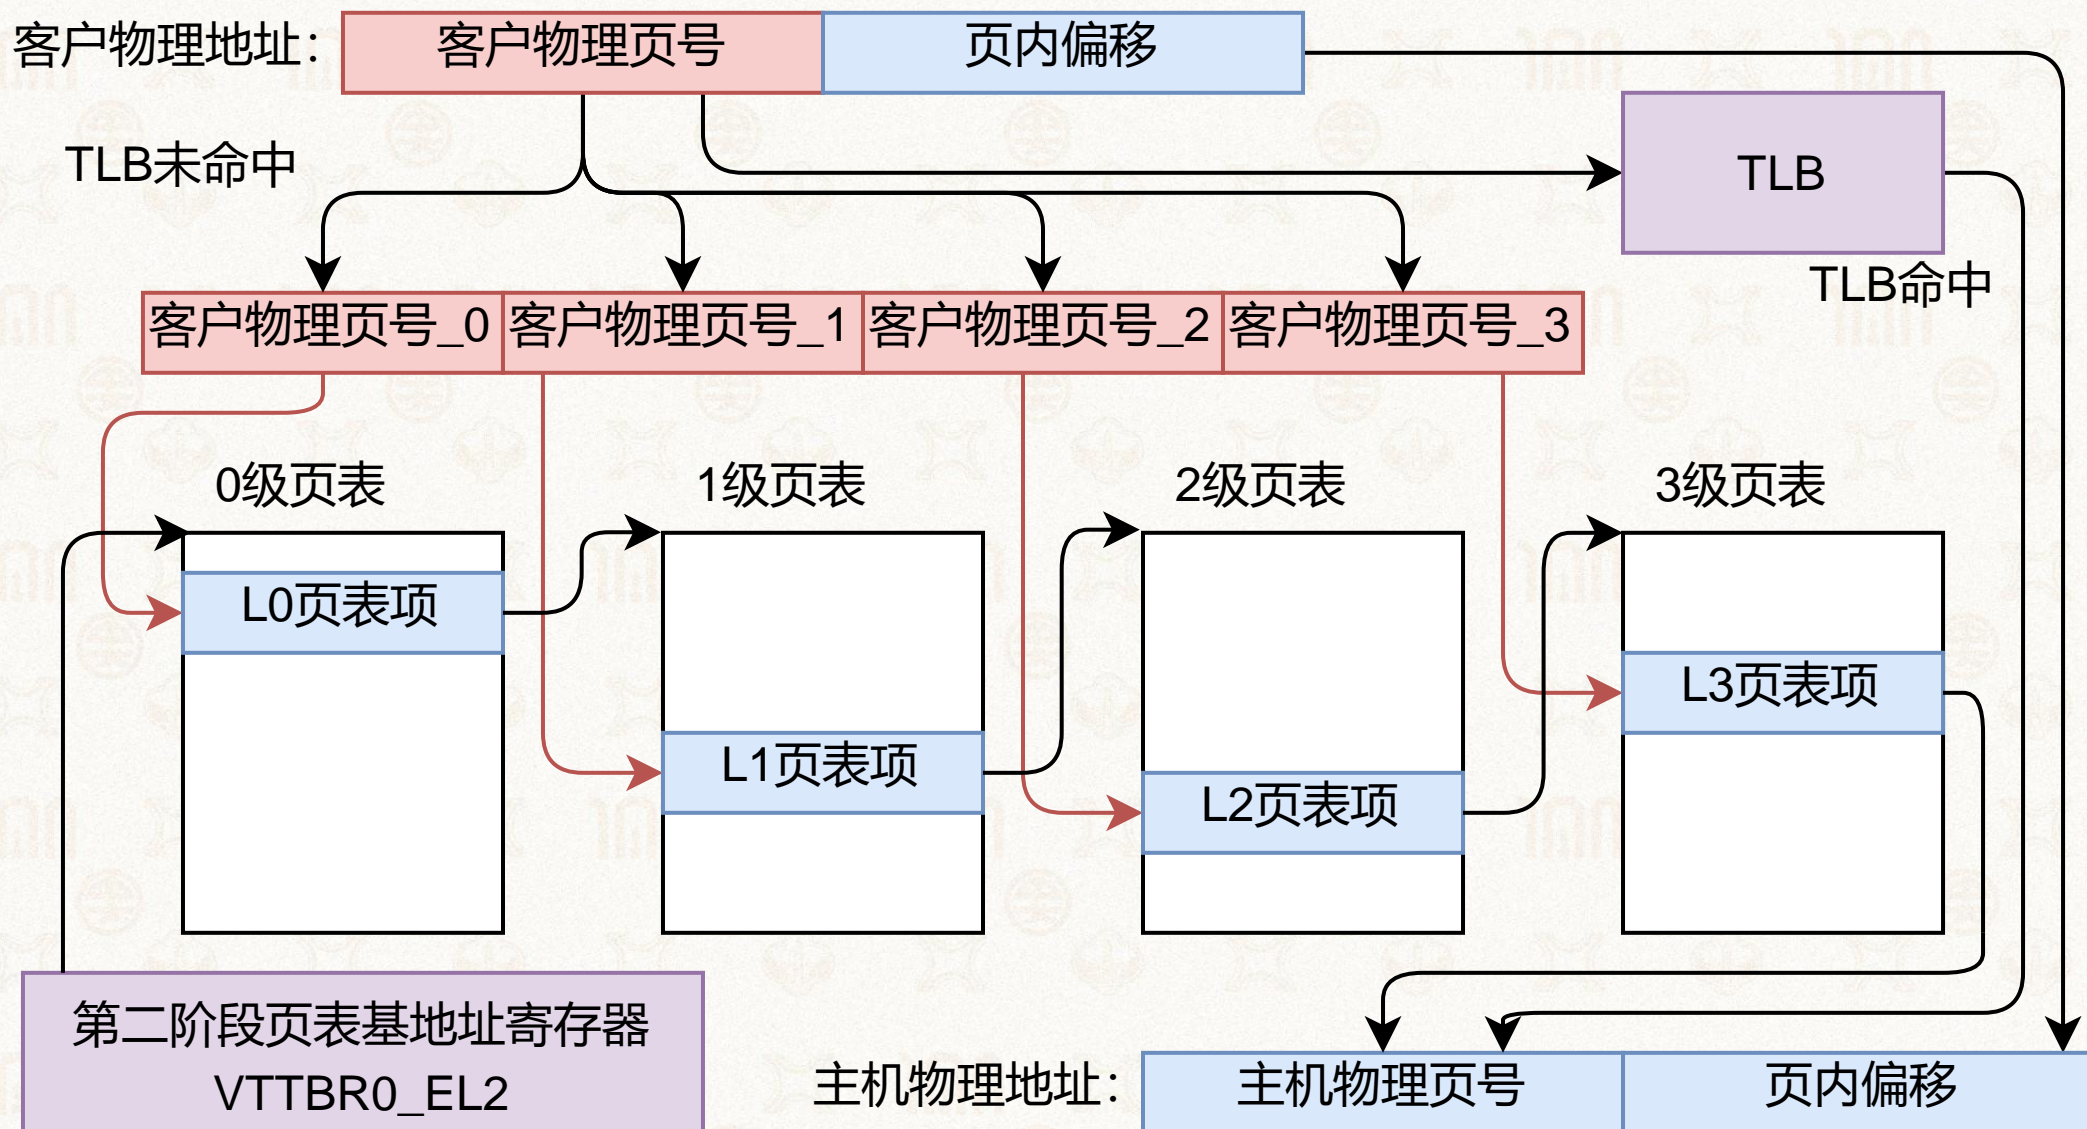 客户物理地址：
客户物理页号
页内偏移
TLB未命中
TLB
TLB命中
客户物理页号_0
客户物理页号_1
客户物理页号_2
客户物理页号_3
0级页表
1级页表
2级页表
3级页表
L0页表项
L1页表项
L2页表项
L3页表项
第二阶段页表基地址寄存器
VTTBR0_EL2
主机物理地址：
主机物理页号
页内偏移